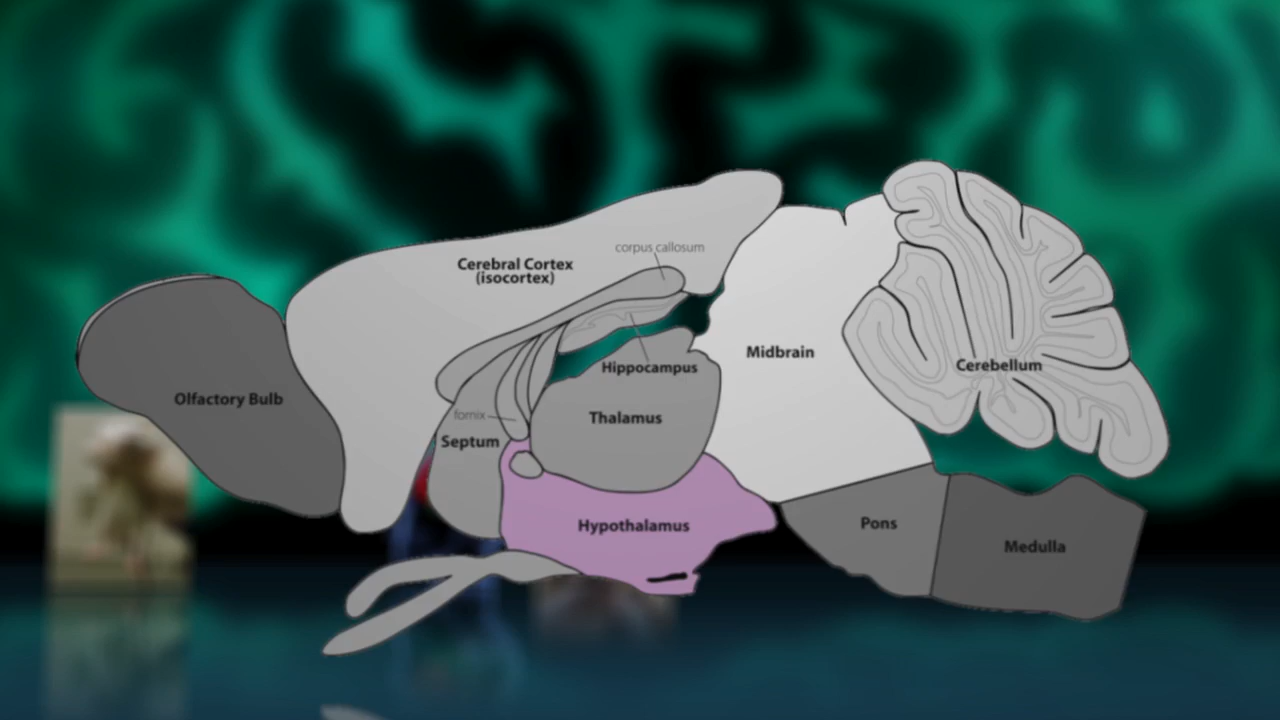 corpus callosum
Cerebral Cortex
(isocortex)
Midbrain
Cerebellum
Hippocampus
Olfactory Bulb
fornix
Thalamus
Septum
Hypothalamus
Pons
Medulla